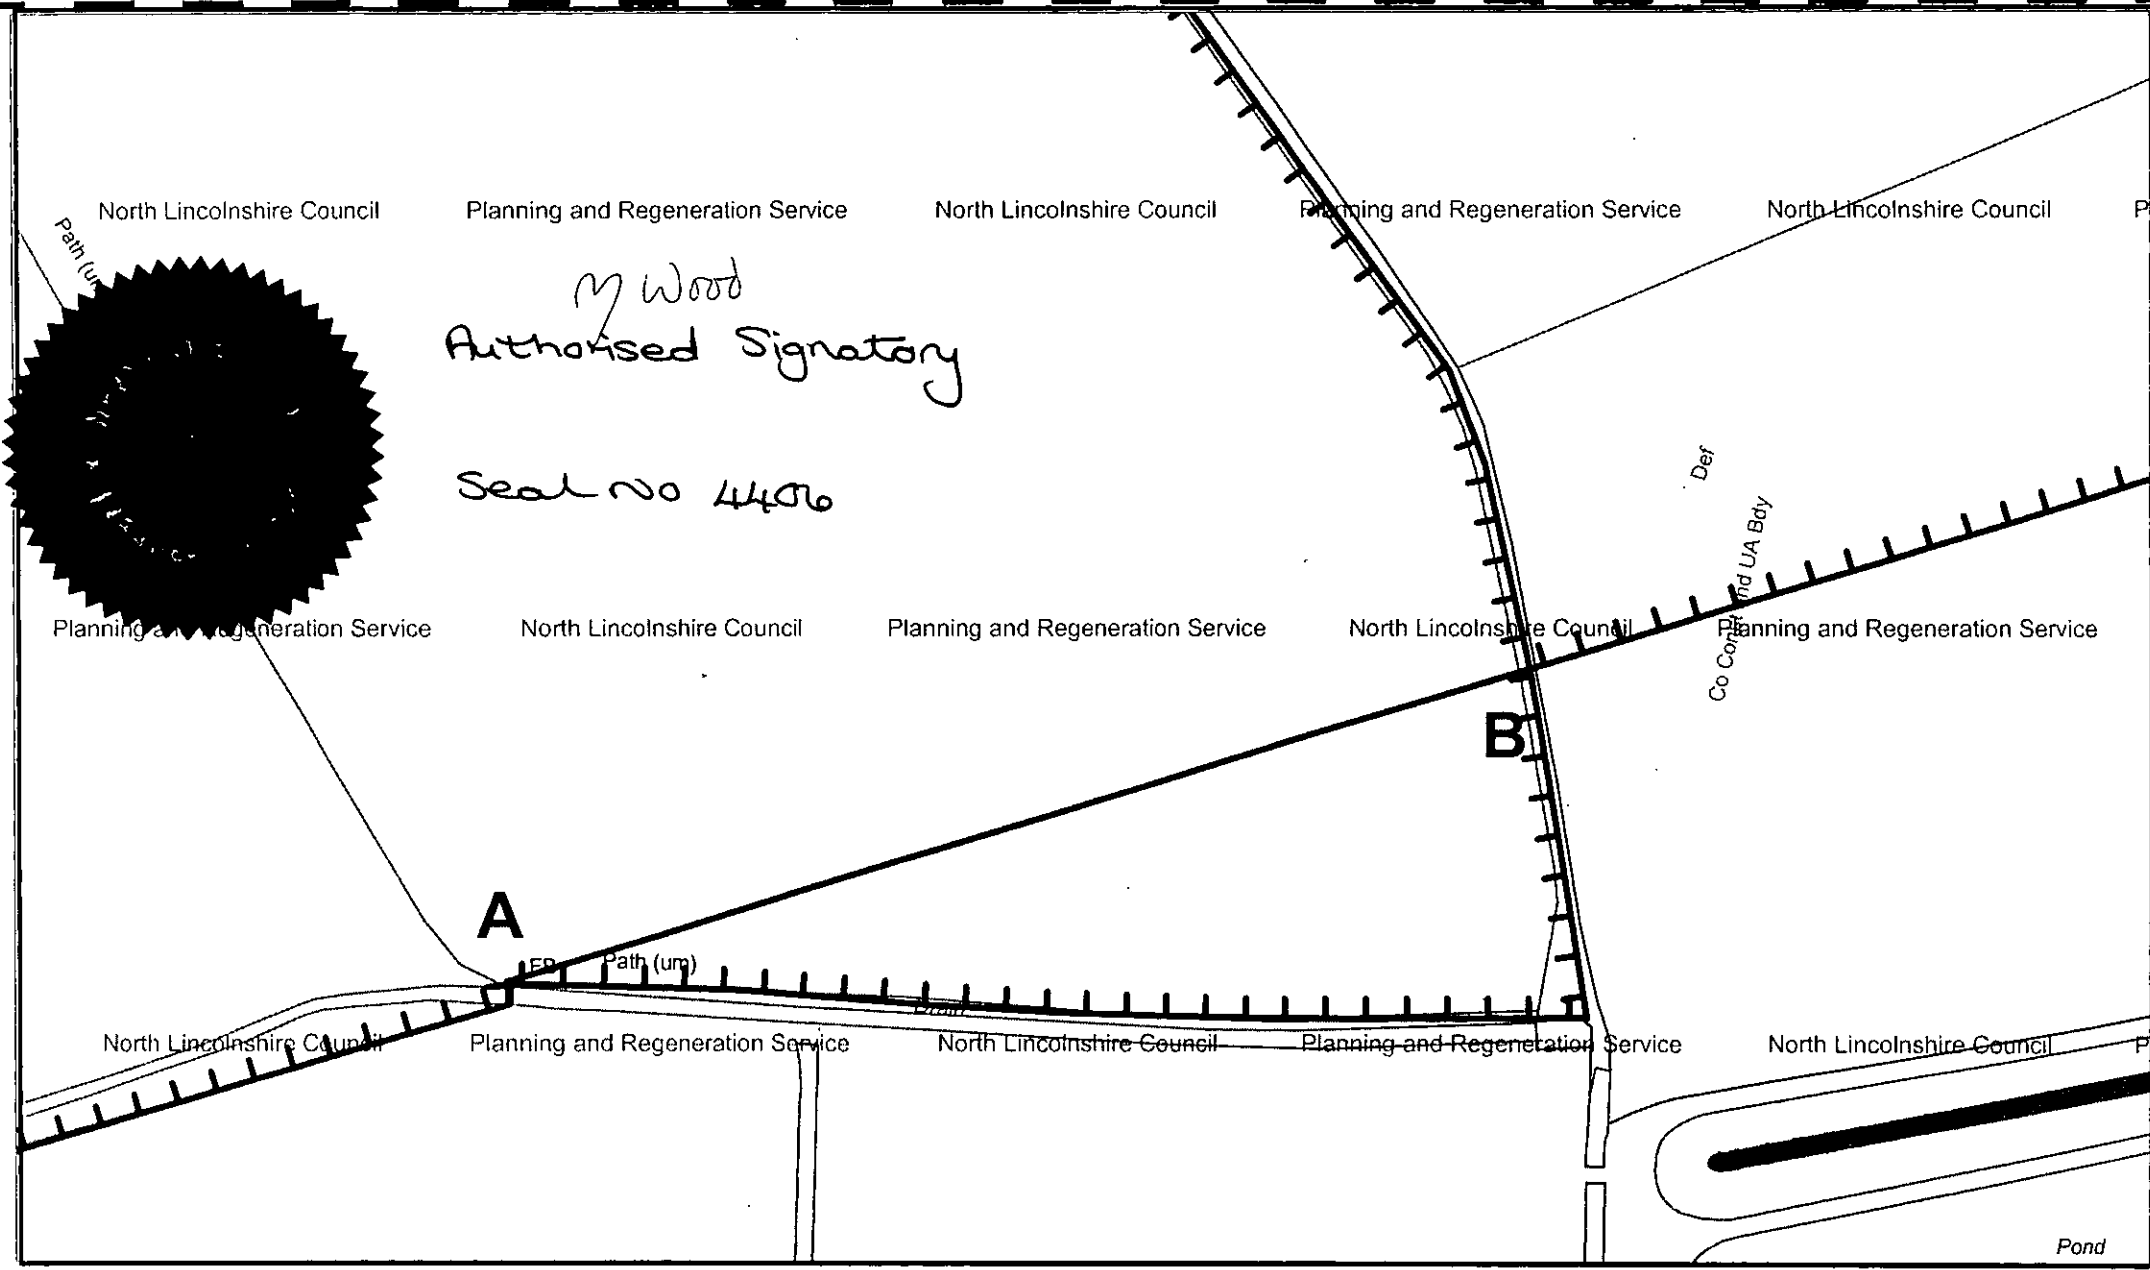 North Lincolnshire Council Planning and Regeneration Service North Lincolnshire Council Planning and Regeneration Service North Lincolnshire Council P
Path (um
M Wood
Authorised Signatory
Def
Seal No 4406
Co Const and UA Bdy
Planning and Regeneration Service North Lincolnshire Council Planning and Regeneration Service North Lincolnshire Council Planning and Regeneration Service
B
A
FB Path (um)
Drain
North Lincolnshire Council Planning and Regeneration Service North Lincolnshire Council Planning and Regeneration Service North Lincolnshire Council P
Pond